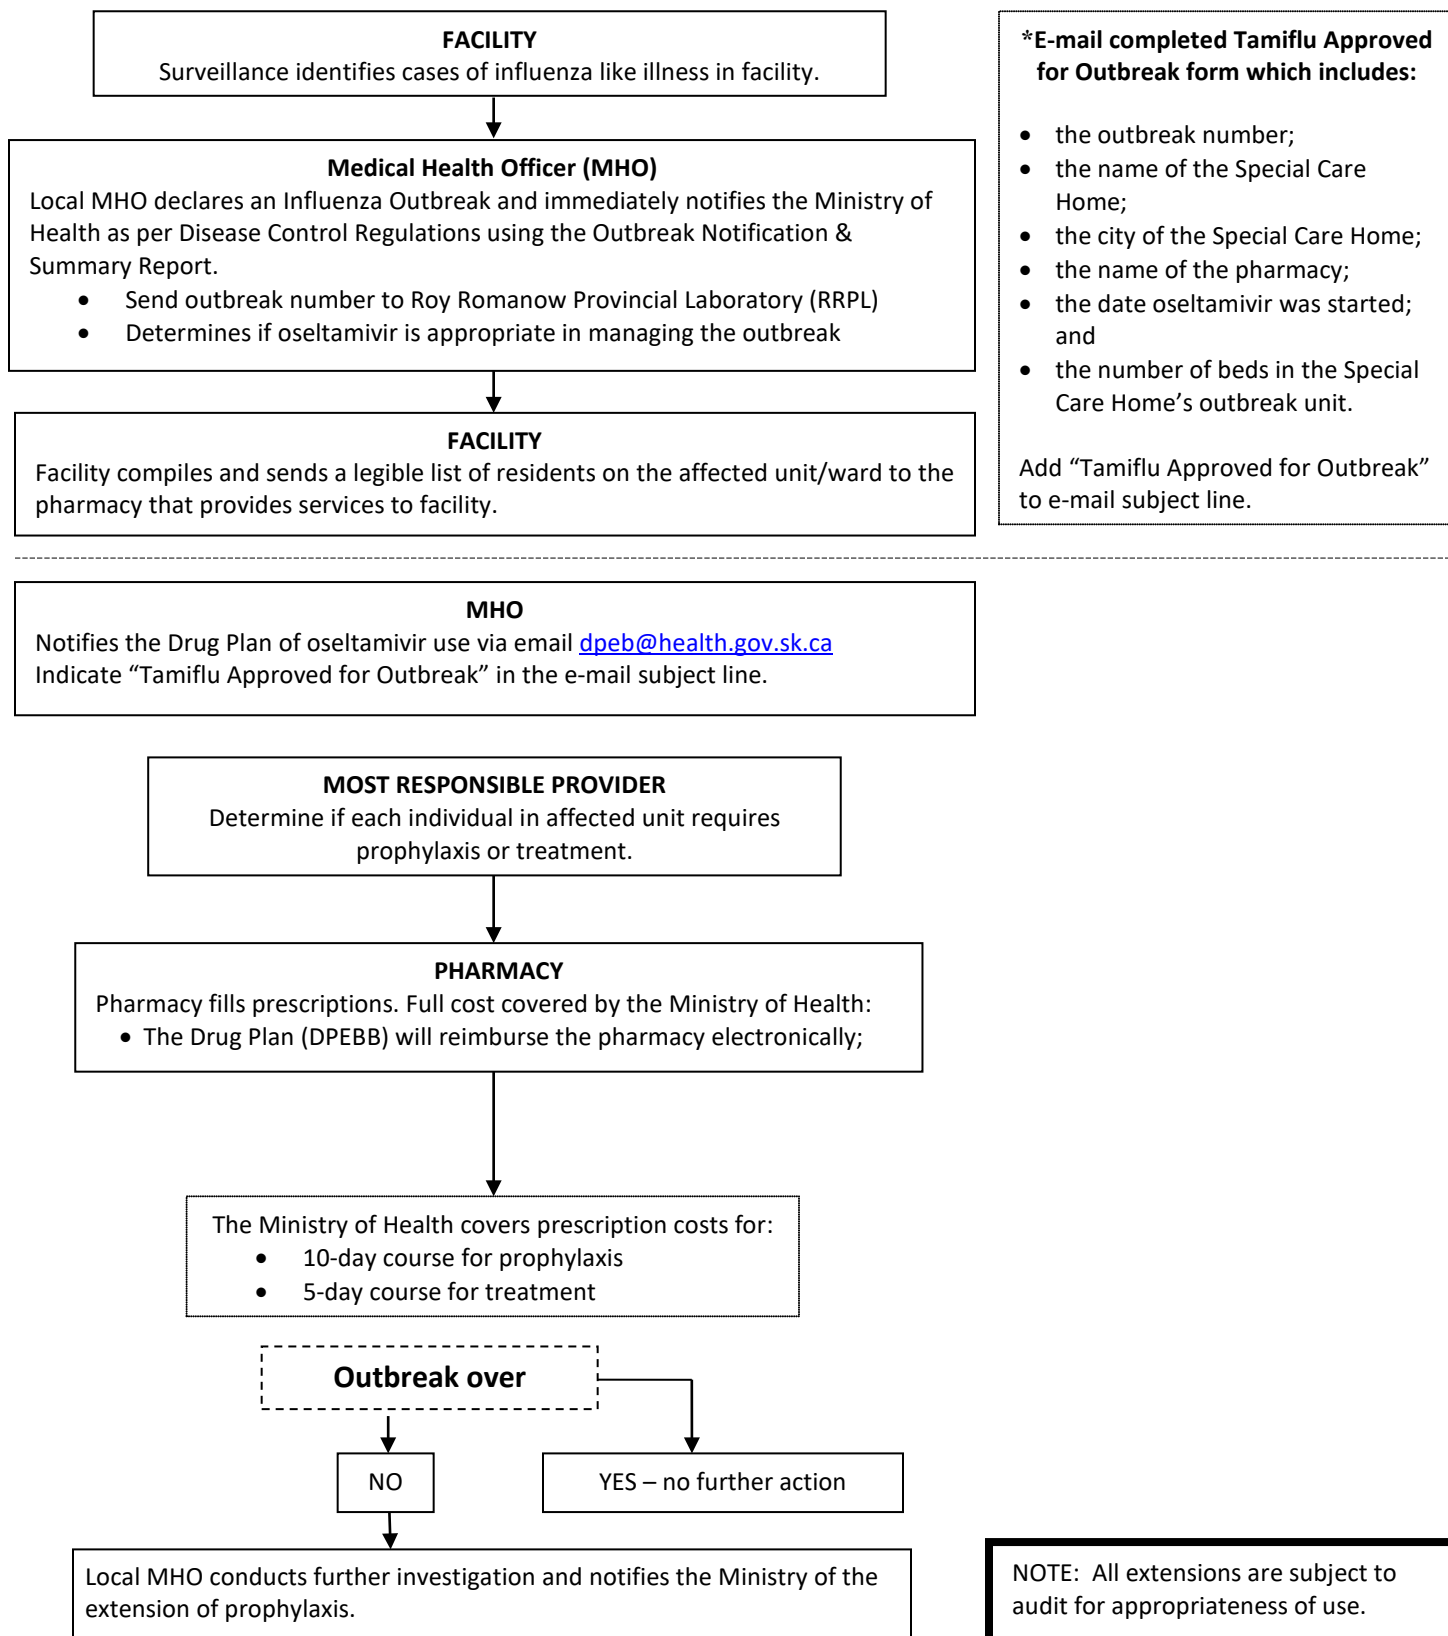 FACILITY
Surveillance identifies cases of influenza like illness in facility.
Medical Health Officer (MHO)
Local MHO declares an Influenza Outbreak and immediately notifies the Ministry of
Health as per Disease Control Regulations using the Outbreak Notification &
Summary Report.
• Send outbreak number to Roy Romanow Provincial Laboratory (RRPL)
• Determines if oseltamivir is appropriate in managing the outbreak
FACILITY
Facility compiles and sends a legible list of residents on the affected unit/ward to the
pharmacy that provides services to facility.
*E-mail completed Tamiflu Approved
for Outbreak form which includes:
• the outbreak number;
• the name of the Special Care
Home;
• the city of the Special Care Home;
• the name of the pharmacy;
• the date oseltamivir was started;
and
• the number of beds in the Special
Care Home’s outbreak unit.
Add “Tamiflu Approved for Outbreak”
to e-mail subject line.
MHO
Notifies the Drug Plan of oseltamivir use via email dpeb@health.gov.sk.ca
Indicate “Tamiflu Approved for Outbreak” in the e-mail subject line.
MOST RESPONSIBLE PROVIDER
Determine if each individual in affected unit requires
prophylaxis or treatment.
PHARMACY
Pharmacy fills prescriptions. Full cost covered by the Ministry of Health:
• The Drug Plan (DPEBB) will reimburse the pharmacy electronically;
The Ministry of Health covers prescription costs for:
• 10-day course for prophylaxis
• 5-day course for treatment
Outbreak over
NO
YES – no further action
Local MHO conducts further investigation and notifies the Ministry of the
extension of prophylaxis.
NOTE: All extensions are subject to
audit for appropriateness of use.